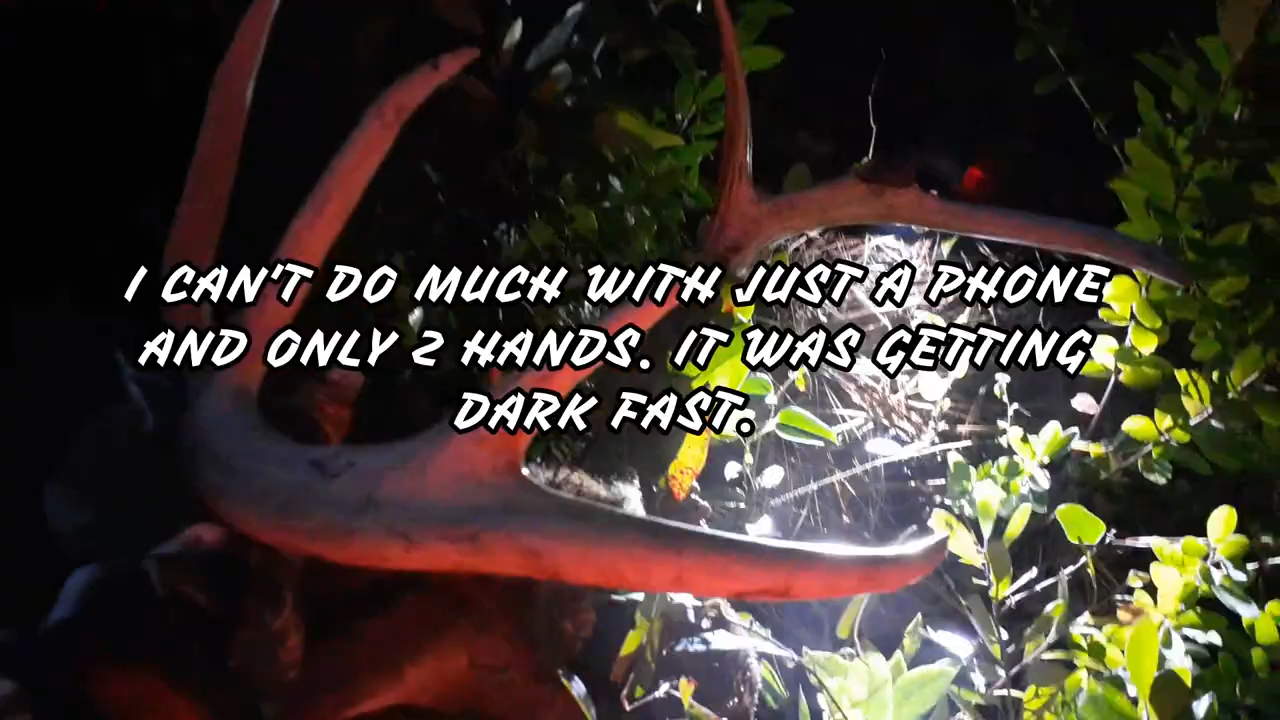 I CAN'T DO MUCH WITH JUST A PHONE
AND ONLY 2 HANDS. IT WAS GETTING
DARK FAST.